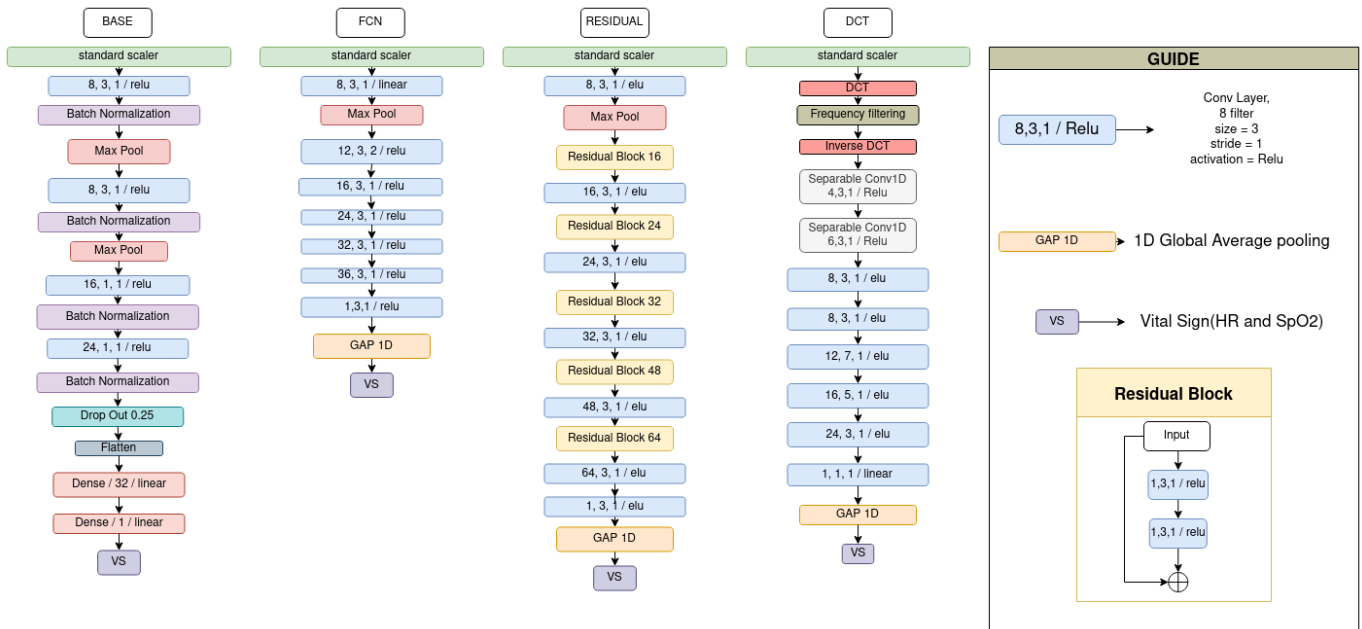 BASE
standard scaler
8, 3, 1 / relu
Batch Normalization
Max Pool
8, 3, 1 / relu
Batch Normalization
Max Pool
16, 1, 1 / relu
Batch Normalization
24, 1, 1 / relu
Batch Normalization
Drop Out 0.25
Flatten
Dense / 32 / linear
Dense / 1 / linear
VS
FCN
standard scaler
8, 3, 1 / linear
Max Pool
12, 3, 2 / relu
16, 3, 1 / relu
24, 3, 1 / relu
32, 3, 1 / relu
36, 3, 1 / relu
1,3,1 / relu
GAP 1D
VS
RESIDUAL
standard scaler
8, 3, 1 / elu
Max Pool
Residual Block 16
16, 3, 1 / elu
Residual Block 24
24, 3, 1 / elu
Residual Block 32
32, 3, 1 / elu
Residual Block 48
48, 3, 1 / elu
Residual Block 64
64, 3, 1 / elu
1, 3, 1 / elu
GAP 1D
VS
DCT
standard scaler
DCT
Frequency filtering
Inverse DCT
Separable Conv1D
4,3,1 / Relu
Separable Conv1D
6,3,1 / Relu
8, 3, 1 / elu
8, 3, 1 / elu
12, 7, 1 / elu
16, 5, 1 / elu
24, 3, 1 / elu
1, 1, 1 / linear
GAP 1D
VS
GUIDE
8,3,1 / Relu
Conv Layer,
8 filter
size = 3
stride = 1
activation = Relu
GAP 1D
1D Global Average pooling
VS
Vital Sign(HR and SpO2)
Residual Block
Input
1,3,1 / relu
1,3,1 / relu